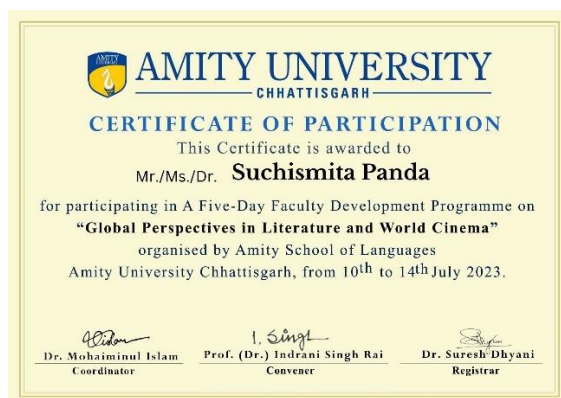 AMITY
AMITY UNIVERSITY
CHHATTISGARH
CERTIFICATE OF PARTICIPATION
This Certificate is awarded to
Mr./Ms./Dr. Suchismita Panda
for participating in A Five-Day Faculty Development Programme on
“Global Perspectives in Literature and World Cinema”
organised by Amity School of Languages
Amity University Chhattisgarh, from 10th to 14th July 2023.
I. Singh
Dr. Mohaiminul Islam Prof. (Dr.) Indrani Singh Rai Dr. Suresh Dhyani
Coordinator Convener Registrar